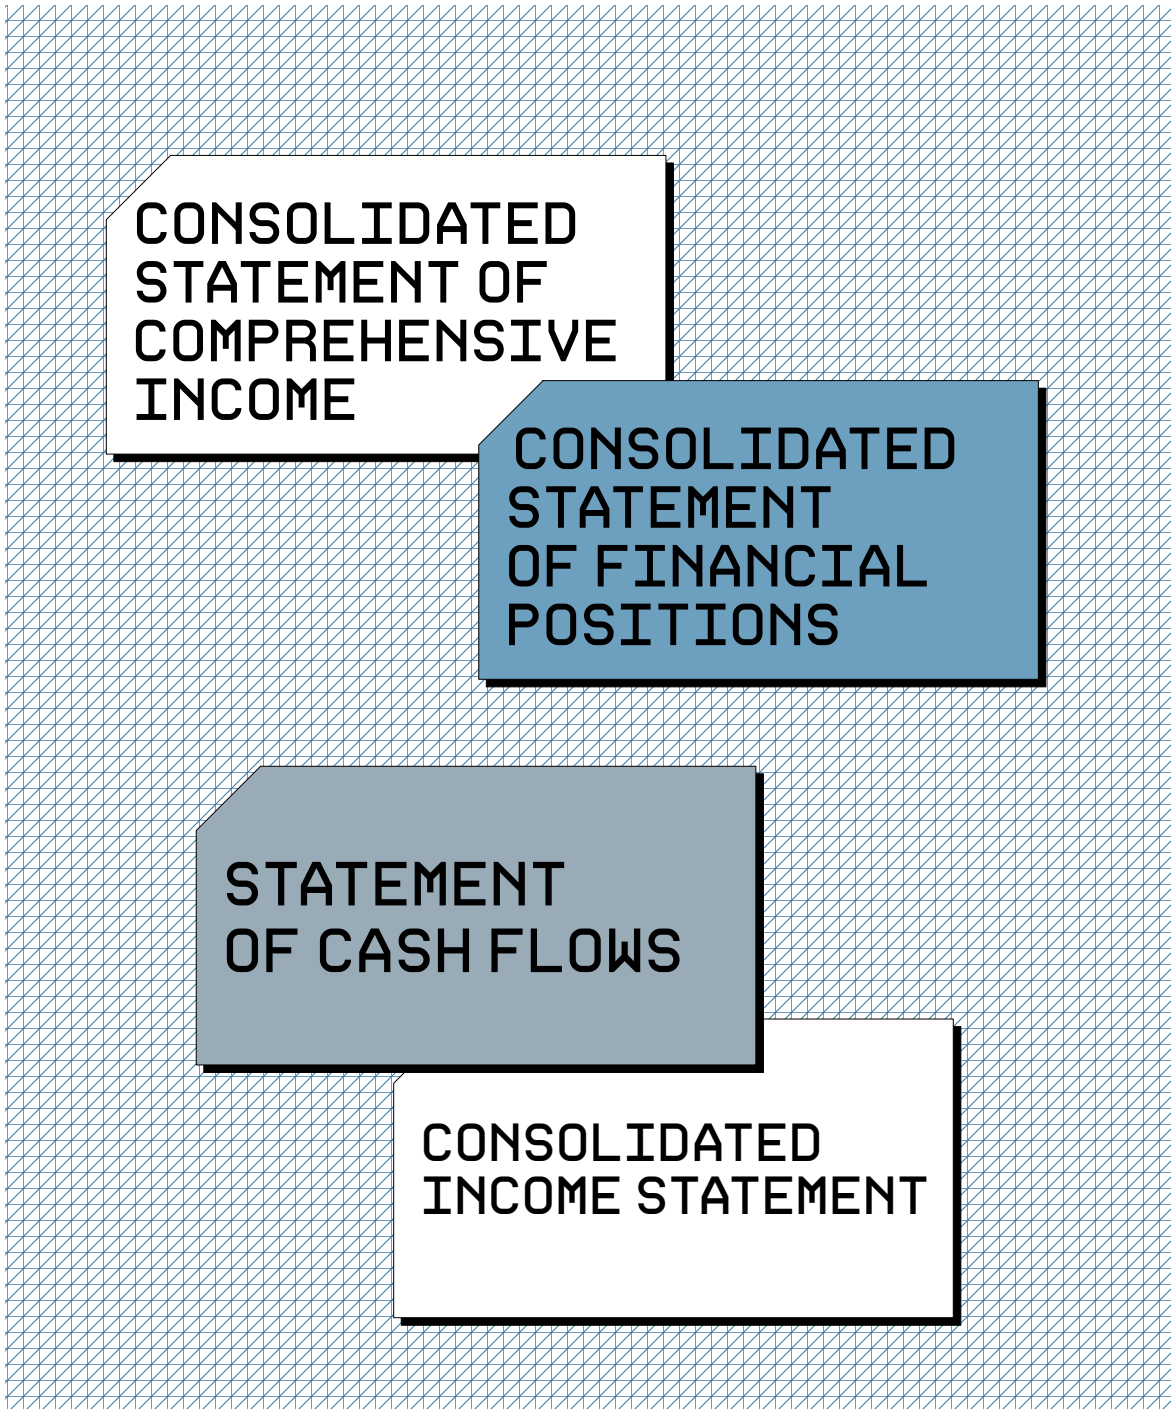 CONSOLIDATED
STATEMENT OF
COMPREHENSIVE
INCOME
CONSOLIDATED
STATEMENT
OF FINANCIAL
POSITIONS
STATEMENT
OF CASH FLOWS
CONSOLIDATED
INCOME STATEMENT